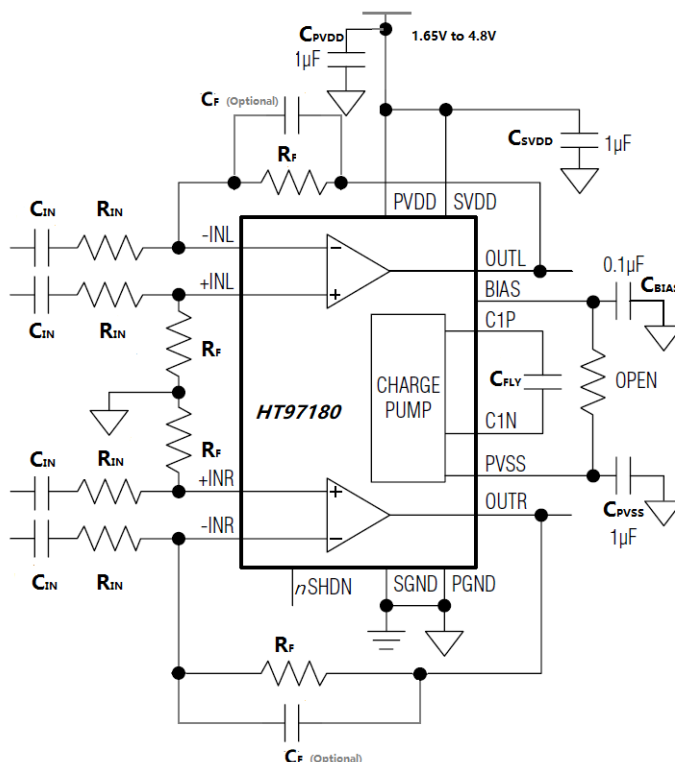 CPVDD
1µF
1.65V to 4.8V
CF (Optional)
RF
CSVDD
1µF
PVDD SVDD
CIN RIN -INL
OUTL
+INL
BIAS
0.1µF
CBIAS
CIN RIN
C1P
RF
CHARGE
PUMP
CFLY
OPEN
HT97180
C1N
RF
CIN RIN +INR
PVSS
OUTR
-INR
CPVSS
1µF
CIN RIN
nSHDN
SGND PGND
RF
CF (Optional)